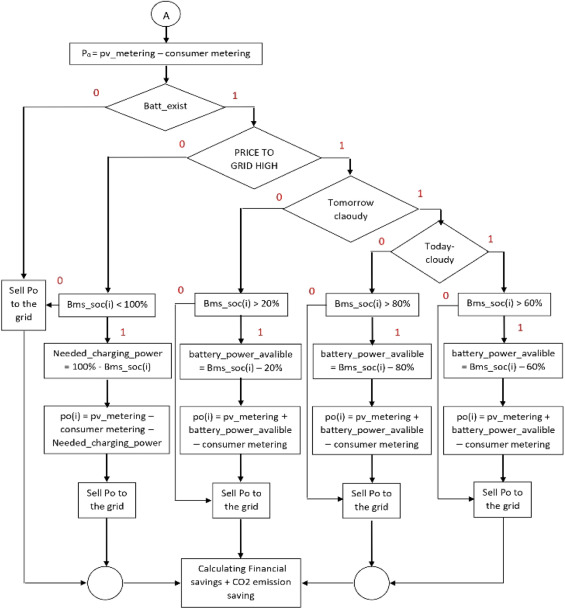 A
Pₒ = pv_metering – consumer metering
0
1
Batt_exist
0
1
PRICE TO
GRID HIGH
0
1
Tomorrow
claoudy
0
1
Today-
cloudy
Sell Po
to the
grid
0
Bms_soc(i) < 100%
0
Bms_soc(i) > 20%
0
Bms_soc(i) > 80%
0
Bms_soc(i) > 60%
1
1
1
1
Needed_charging_power
= 100% - Bms_soc(i)
battery_power_avalible
= Bms_soc(i) – 20%
battery_power_avalible
= Bms_soc(i) – 80%
battery_power_avalible
= Bms_soc(i) – 60%
po(i) = pv_metering –
consumer metering –
Needed_charging_power
po(i) = pv_metering +
battery_power_avalible
– consumer metering
po(i) = pv_metering +
battery_power_avalible
– consumer metering
po(i) = pv_metering +
battery_power_avalible
– consumer metering
Sell Po to
the grid
Sell Po to
the grid
Sell Po to
the grid
Sell Po to
the grid
Calculating Financial
savings + CO2 emission
saving